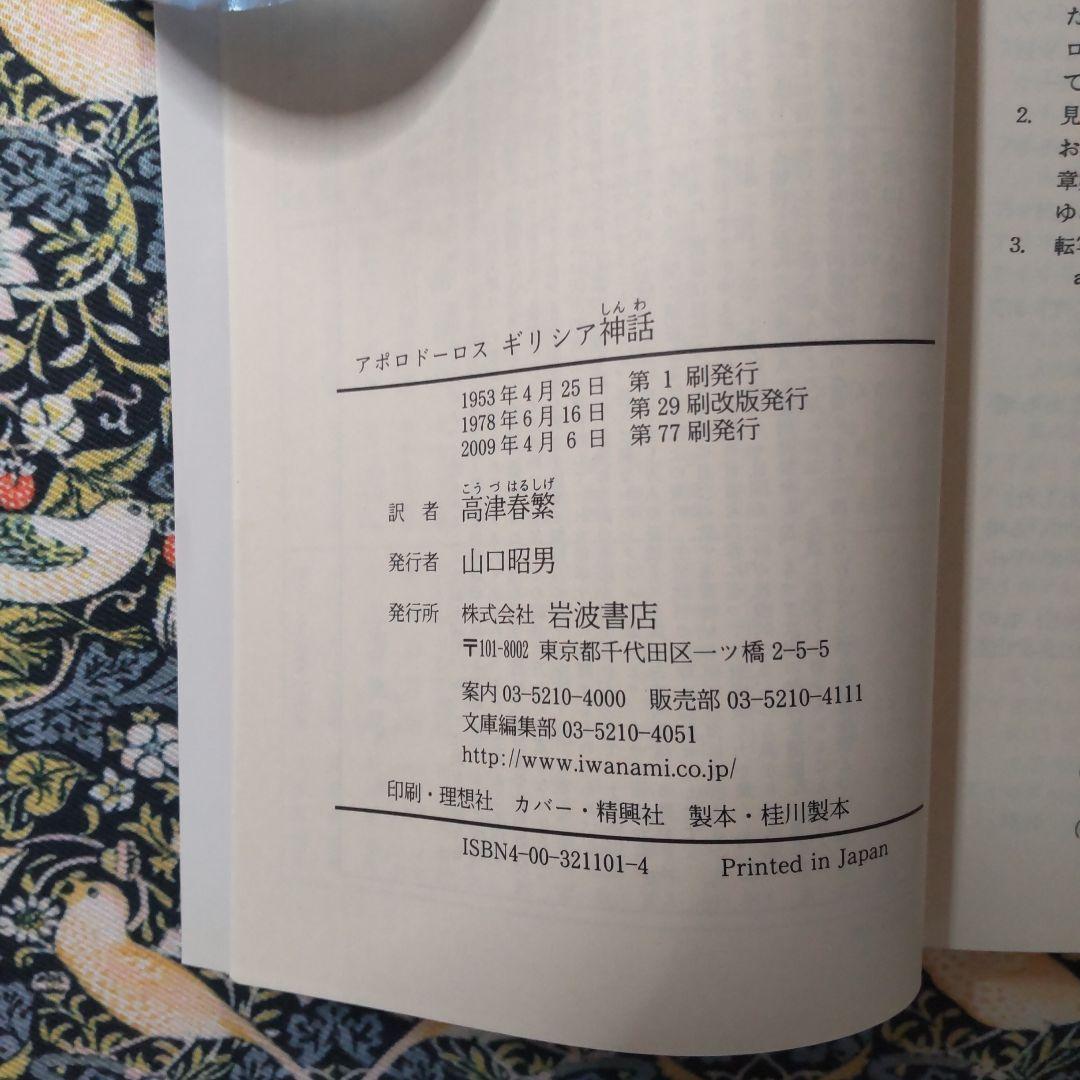 アポロドーロス ギリシア神話
しんわ
1953年4月25日 第1刷発行
1978年6月16日 第29刷改版発行
2009年4月6日 第77刷発行
こうづはるしげ
訳者 高津春繁
発行者 山口昭男
発行所 株式会社 岩波書店
〒101-8002 東京都千代田区一ツ橋2-5-5
案内 03-5210-4000 販売部 03-5210-4111
文庫編集部 03-5210-4051
http://www.iwanami.co.jp/
印刷・理想社 カバー・精興社 製本・桂川製本
ISBN4-00-321101-4 Printed in Japan
ロ
て
2. 見
お
章
ゆ
3. 転
a